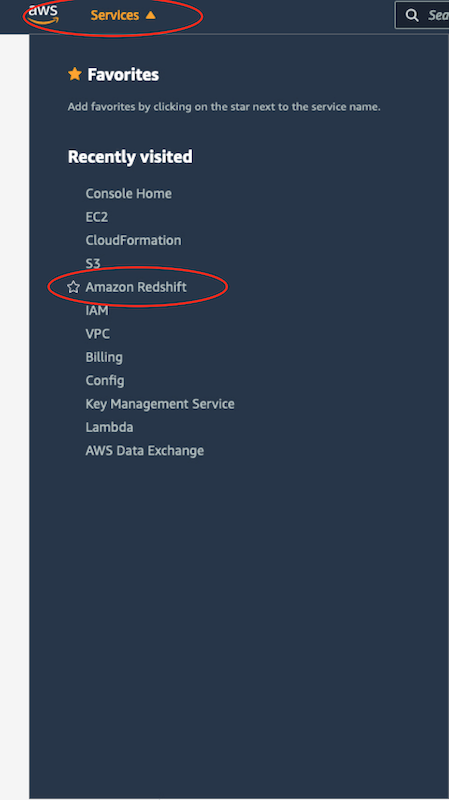 aws
Services
Favorites
Add favorites by clicking on the star next to the service name.
Recently visited
Console Home
EC2
CloudFormation
S3
Amazon Redshift
IAM
VPC
Billing
Config
Key Management Service
Lambda
AWS Data Exchange